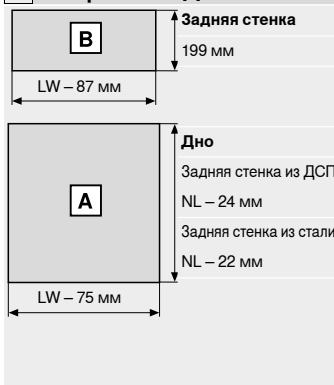 Задняя стенка
B
199 мм
LW – 87 мм
Дно
Задняя стенка из ДСП
A
NL – 24 мм
Задняя стенка из стали
NL – 22 мм
LW – 75 мм